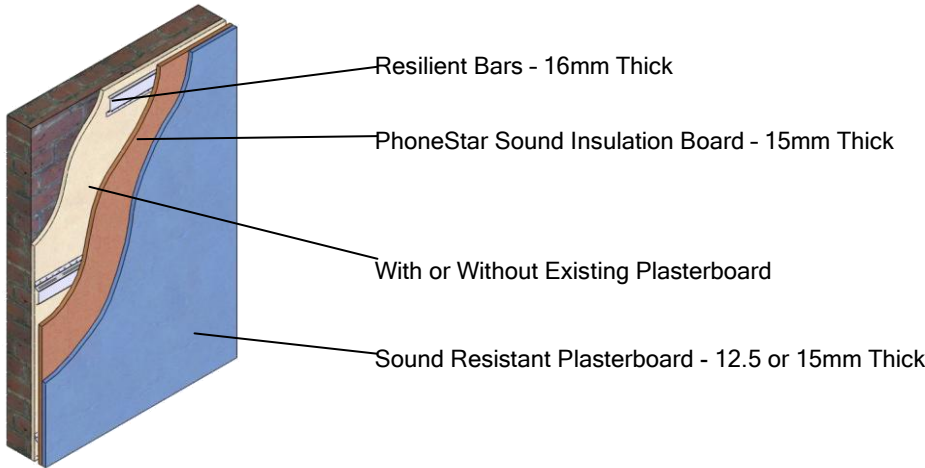 Resilient Bars - 16mm Thick
PhoneStar Sound Insulation Board - 15mm Thick
With or Without Existing Plasterboard
Sound Resistant Plasterboard - 12.5 or 15mm Thick